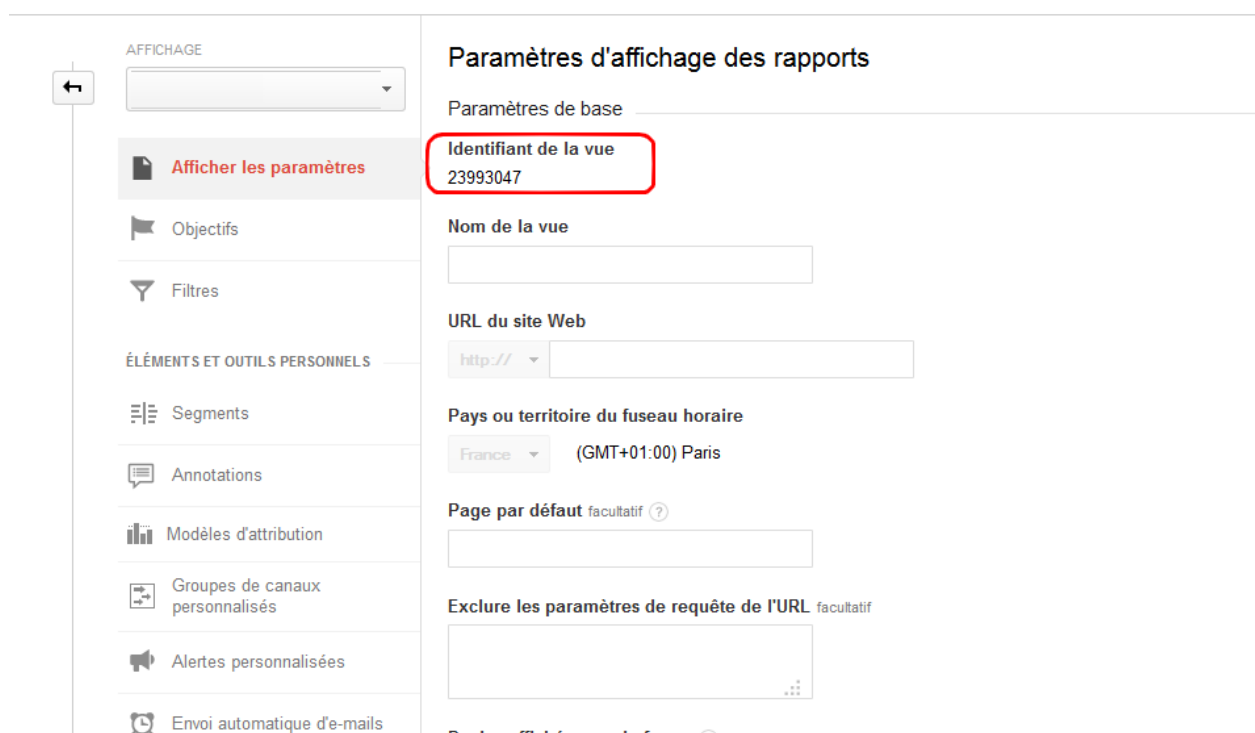 AFFICHAGE
Afficher les paramètres
Objectifs
Filtres
ÉLÉMENTS ET OUTILS PERSONNELS
Segments
Annotations
Modèles d'attribution
Groupes de canaux
personnalisés
Alertes personnalisées
Envoi automatique d'e-mails
Paramètres d'affichage des rapports
Paramètres de base
Identifiant de la vue
23993047
Nom de la vue
URL du site Web
http://
Pays ou territoire du fuseau horaire
France (GMT+01:00) Paris
Page par défaut facultatif ?
Exclure les paramètres de requête de l'URL facultatif